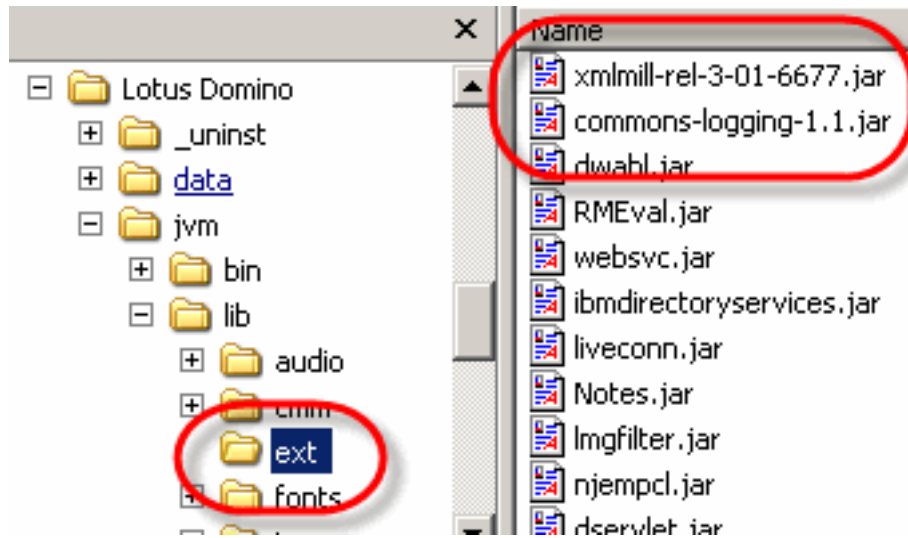 Lotus Domino
_uninst
data
jvm
bin
lib
audio
cmm
ext
fonts
Name
xmlmill-rel-3-01-6677.jar
commons-logging-1.1.jar
dwabl.jar
RMEval.jar
websvc.jar
ibmdirectoryservices.jar
liveconn.jar
Notes.jar
lmgfilter.jar
njempcl.jar
dservlet.jar